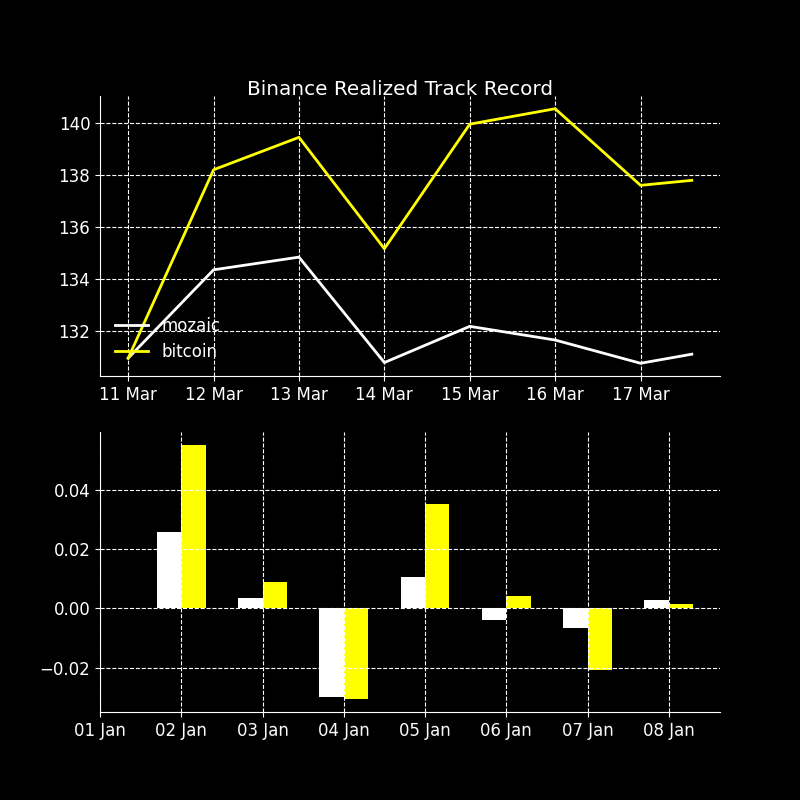 Binance Realized Track Record
140
138
136
134
132
mozaic
bitcoin
11 Mar 12 Mar 13 Mar 14 Mar 15 Mar 16 Mar 17 Mar
0.04
0.02
0.00
−0.02
01 Jan 02 Jan 03 Jan 04 Jan 05 Jan 06 Jan 07 Jan 08 Jan